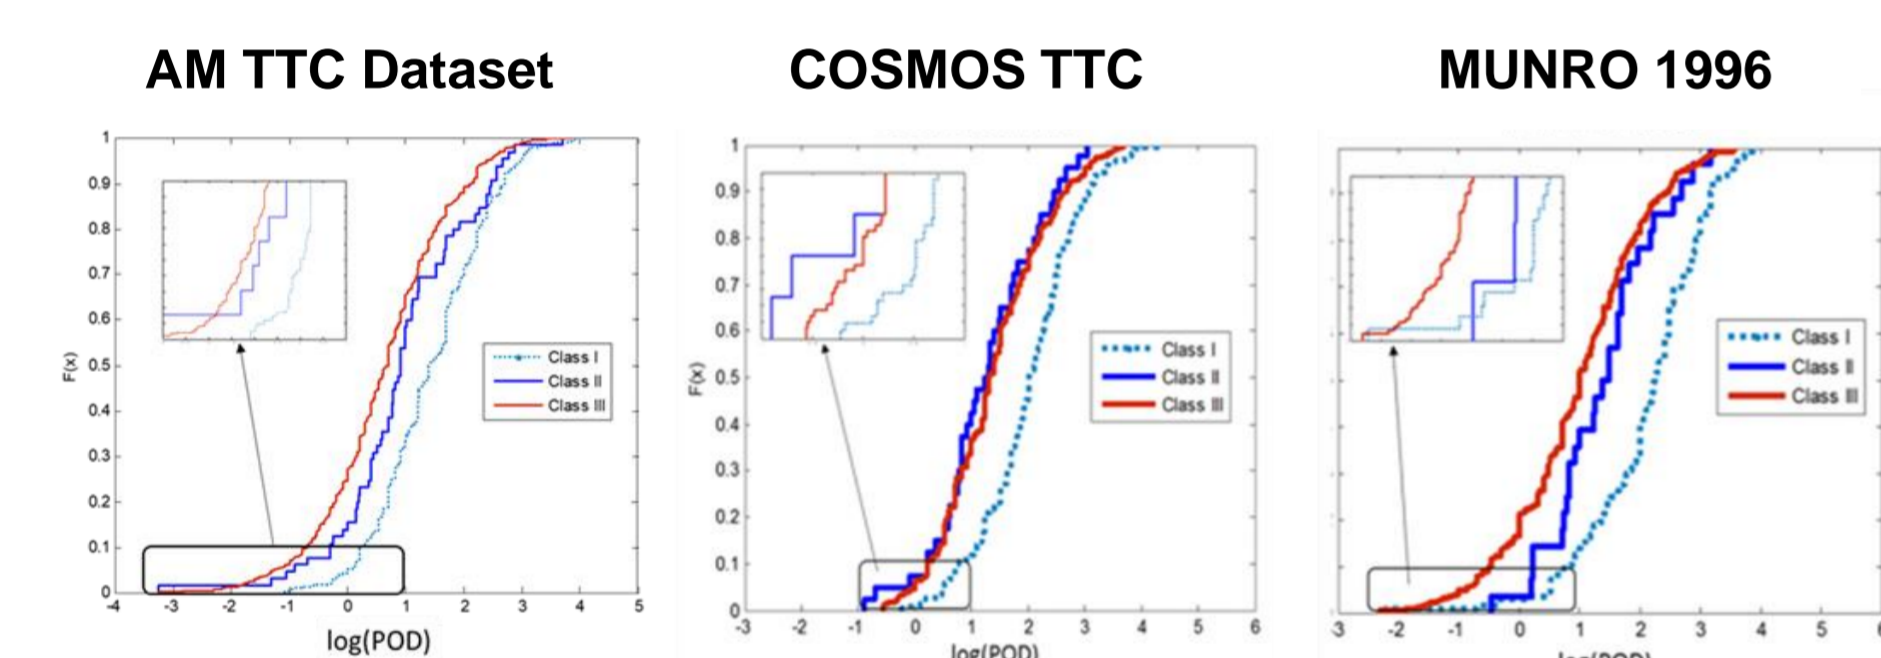 AM TTC Dataset
COSMOS TTC
MUNRO 1996
1
0.9
0.8
0.7
0.6
0.5
0.4
0.3
0.2
0.1
0
F(x)
Class I
Class II
Class III
-4 -3 -2 -1 0 1 2 3 4 5
log(POD)
1
0.9
0.8
0.7
0.6
0.5
0.4
0.3
0.2
0.1
0
F(x)
Class I
Class II
Class III
-3 -2 -1 0 1 2 3 4 5 6
log(POD)
Class I
Class II
Class III
-3 -2 -1 0 1 2 3 4 5
log(POD)